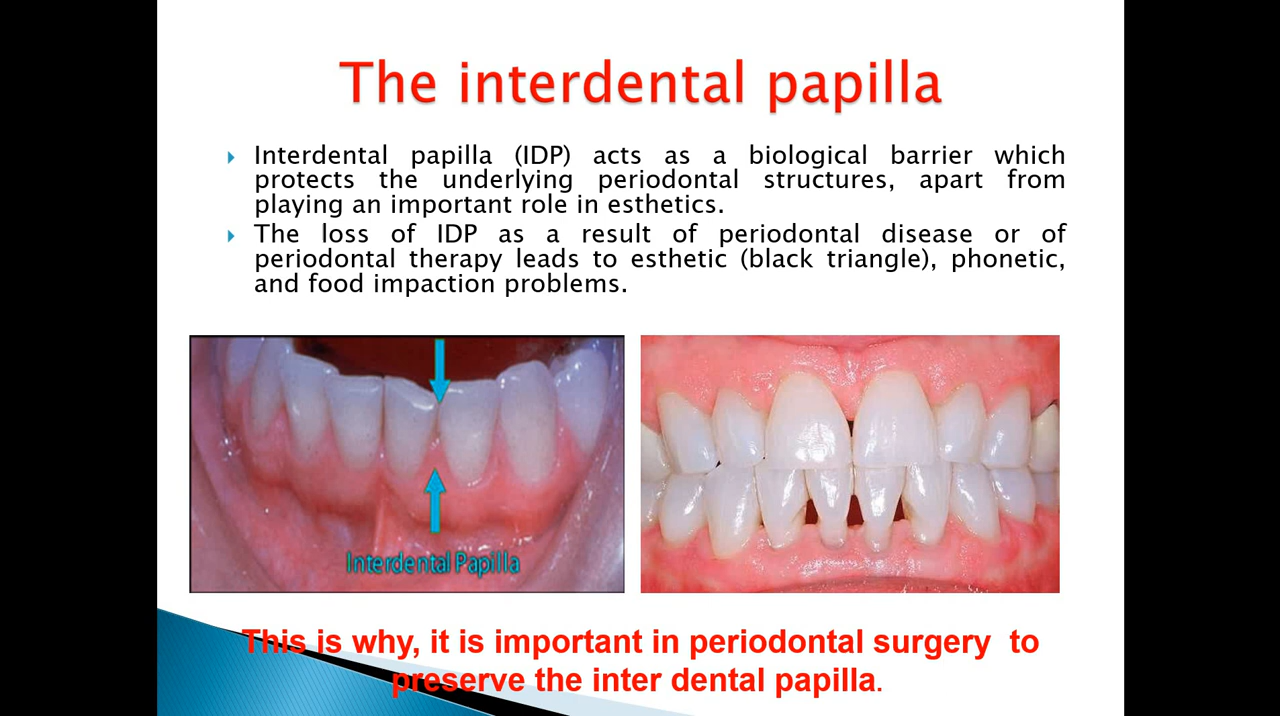 The interdental papilla
Interdental papilla (IDP) acts as a biological barrier which
protects the underlying periodontal structures, apart from
playing an important role in esthetics.
The loss of IDP as a result of periodontal disease or of
periodontal therapy leads to esthetic (black triangle), phonetic,
and food impaction problems.
Interdental Papilla
This is why, it is important in periodontal surgery  to
preserve the inter dental papilla.